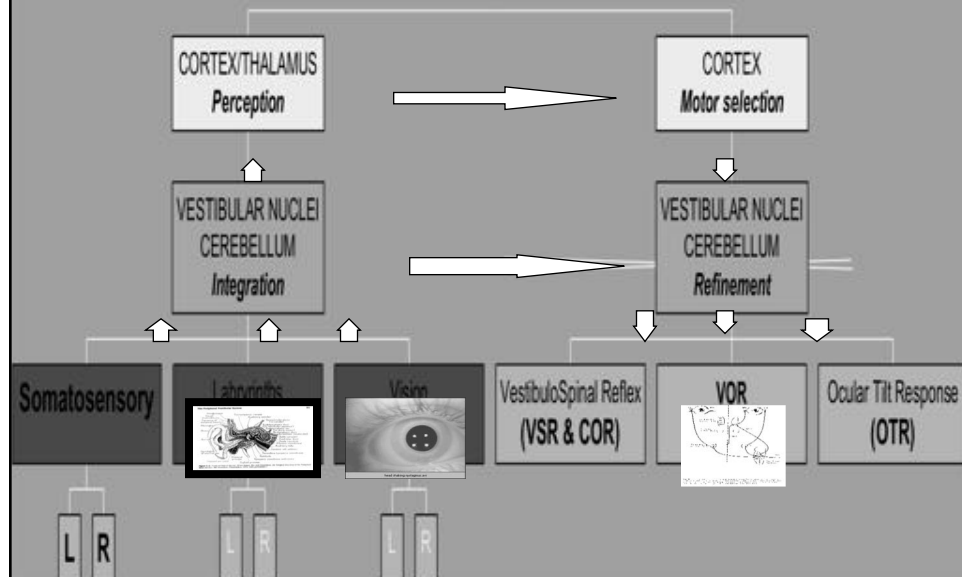 CORTEX/THALAMUS
Perception
CORTEX
Motor selection
VESTIBULAR NUCLEI
CEREBELLUM
Integration
VESTIBULAR NUCLEI
CEREBELLUM
Refinement
Somatosensory
Labyrinths
Vision
VestibuloSpinal Reflex
(VSR & COR)
VOR
Ocular Tilt Response
(OTR)
L R
L R
L R